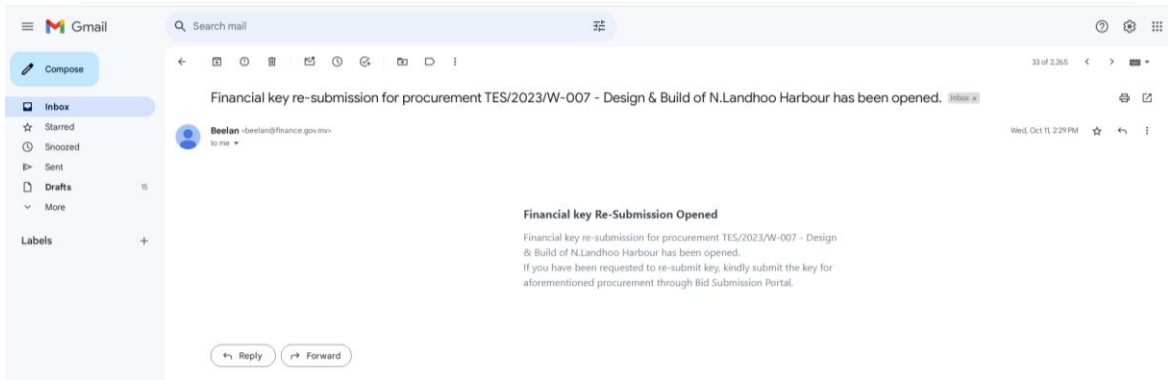 Gmail
Search mail
Compose
33 of 2,265
Financial key re-submission for procurement TES/2023/W-007 - Design & Build of N.Landhoo Harbour has been opened. Inbox x
Inbox
Starred
Beelan <beelan@finance.gov.mv>
Wed, Oct 11, 2:29 PM
to me
Snoozed
Sent
Drafts 15
More
Labels
Financial key Re-Submission Opened
Financial key re-submission for procurement TES/2023/W-007 - Design
& Build of N.Landhoo Harbour has been opened.
If you have been requested to re-submit key, kindly submit the key for
aforementioned procurement through Bid Submission Portal.
Reply
Forward